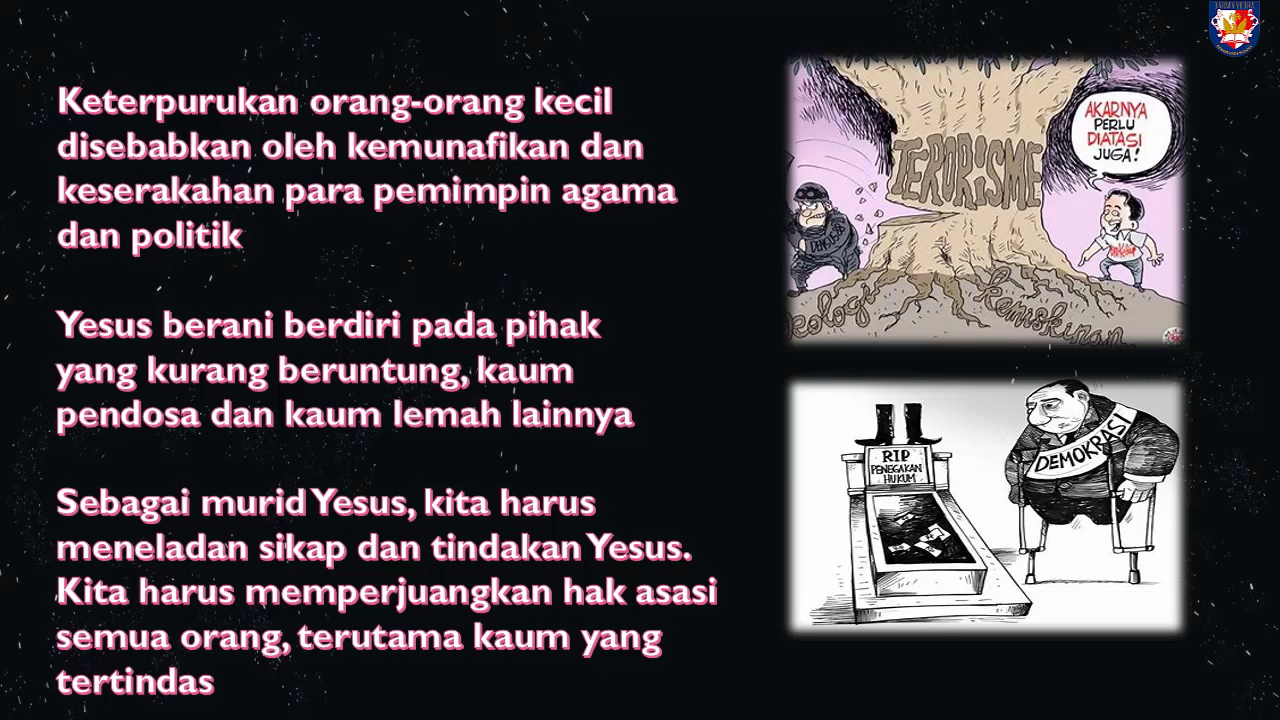 Keterpurukan orang-orang kecil
disebabkan oleh kemunafikan dan
keserakahan para pemimpin agama
dan politik
Yesus berani berdiri pada pihak
yang kurang beruntung, kaum
pendosa dan kaum lemah lainnya
Sebagai murid Yesus, kita harus
meneladan sikap dan tindakan Yesus.
Kita harus memperjuangkan hak asasi
semua orang, terutama kaum yang
tertindas
AKARNYA
PERLU
DIATASI
JUGA!
TERORISME
kemiskinan
RIP
PENEGAKAN
HUKUM
DEMOKRASI